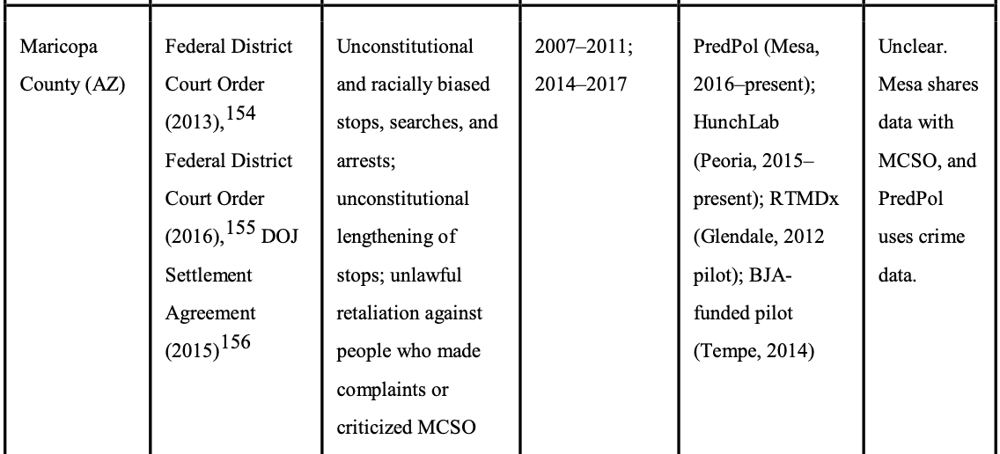 Maricopa
County (AZ)
Federal District
Court Order
(2013),154
Federal District
Court Order
(2016),155 DOJ
Settlement
Agreement
(2015)156
Unconstitutional
and racially biased
stops, searches, and
arrests;
unconstitutional
lengthening of
stops; unlawful
retaliation against
people who made
complaints or
criticized MCSO
2007–2011;
2014–2017
PredPol (Mesa,
2016–present);
HunchLab
(Peoria, 2015–
present); RTMDx
(Glendale, 2012
pilot); BJA-
funded pilot
(Tempe, 2014)
Unclear.
Mesa shares
data with
MCSO, and
PredPol
uses crime
data.